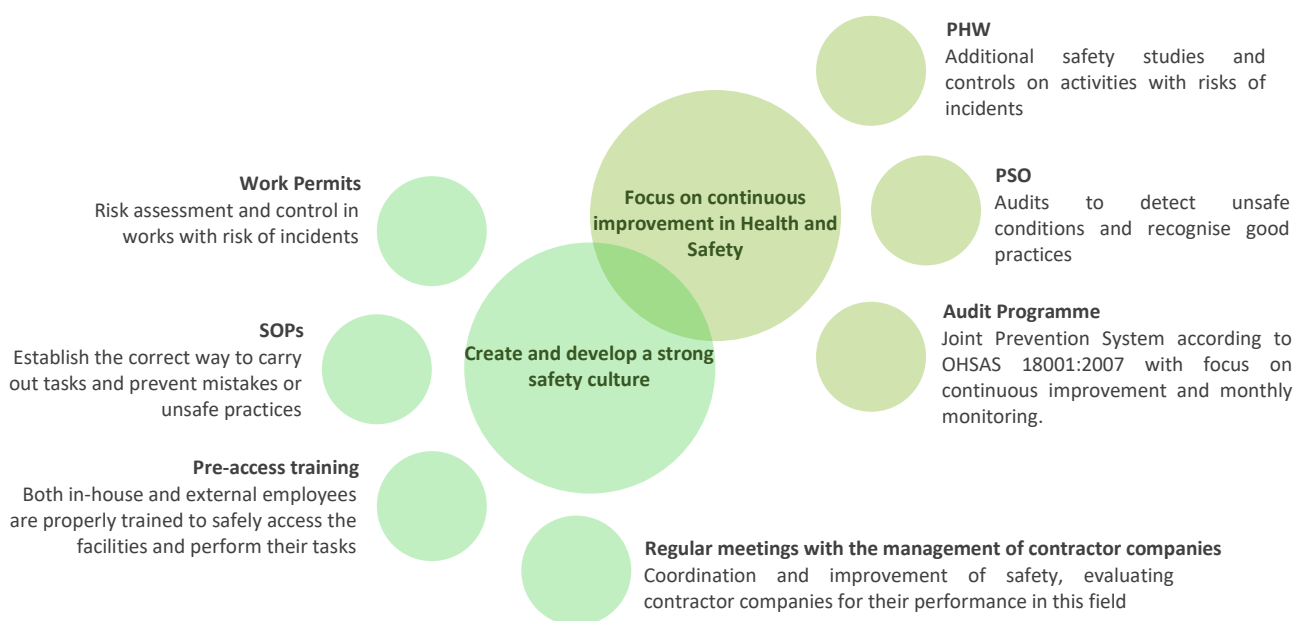 PHW
Additional safety studies and
controls on activities with risks of
incidents
Work Permits
Risk assessment and control in
works with risk of incidents
Focus on continuous
improvement in Health and
Safety
PSO
Audits to detect unsafe
conditions and recognise good
practices
SOPs
Establish the correct way to carry
out tasks and prevent mistakes or
unsafe practices
Create and develop a strong
safety culture
Audit Programme
Joint Prevention System according to
OHSAS 18001:2007 with focus on
continuous improvement and monthly
monitoring.
Pre-access training
Both in-house and external employees
are properly trained to safely access the
facilities and perform their tasks
Regular meetings with the management of contractor companies
Coordination and improvement of safety, evaluating
contractor companies for their performance in this field